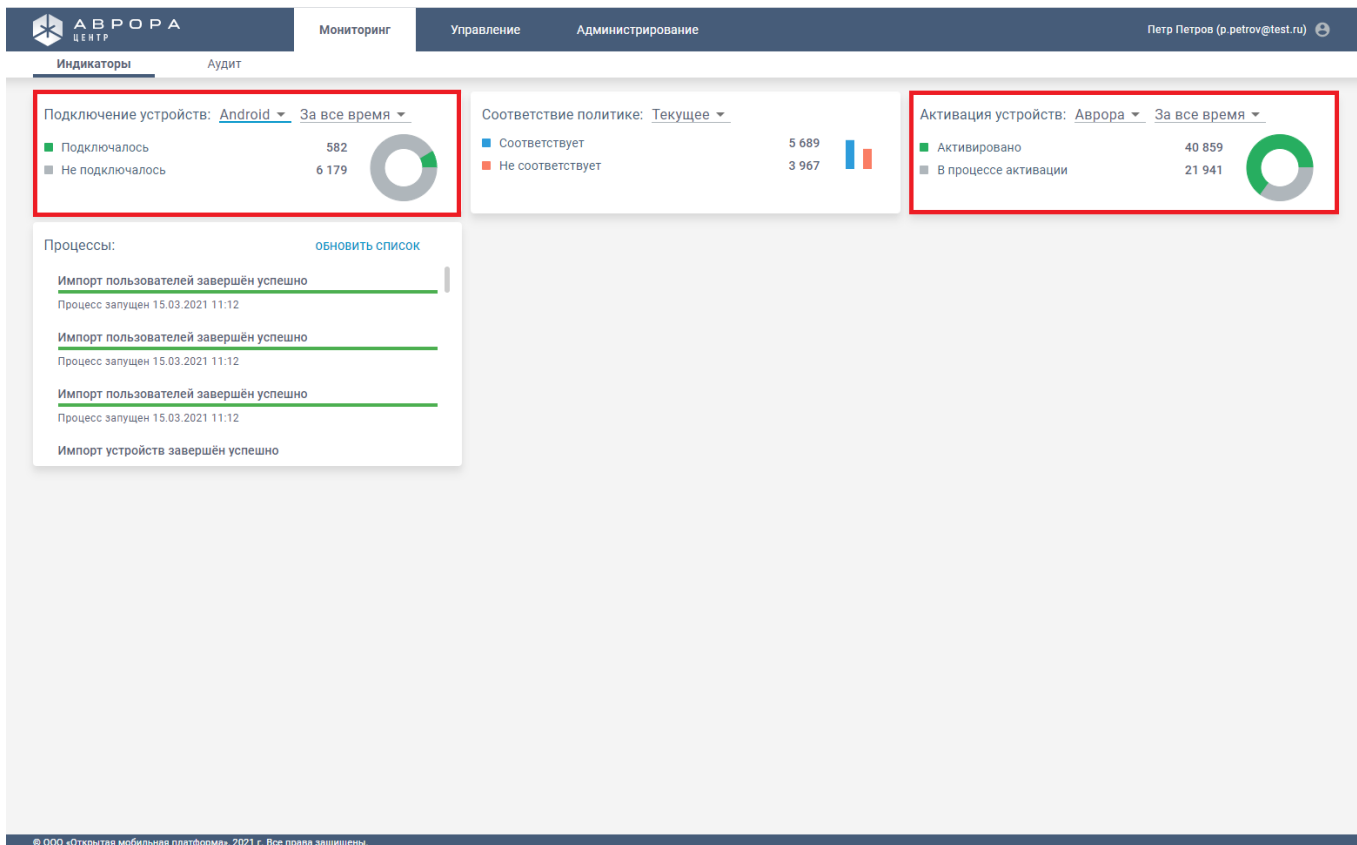 АВРОРА
ЦЕНТР
Мониторинг Управление Администрирование Петр Петров (p.petrov@test.ru)
Индикаторы Аудит
Подключение устройств: Android За все время
Подключалось 582
Не подключалось 6 179
Соответствие политике: Текущее
Соответствует 5 689
Не соответствует 3 967
Активация устройств: Аврора За все время
Активировано 40 859
В процессе активации 21 941
Процессы: ОБНОВИТЬ СПИСОК
Импорт пользователей завершён успешно
Процесс запущен 15.03.2021 11:12
Импорт пользователей завершён успешно
Процесс запущен 15.03.2021 11:12
Импорт пользователей завершён успешно
Процесс запущен 15.03.2021 11:12
Импорт устройств завершён успешно
© ООО «Открытая мобильная платформа», 2021 г. Все права защищены.